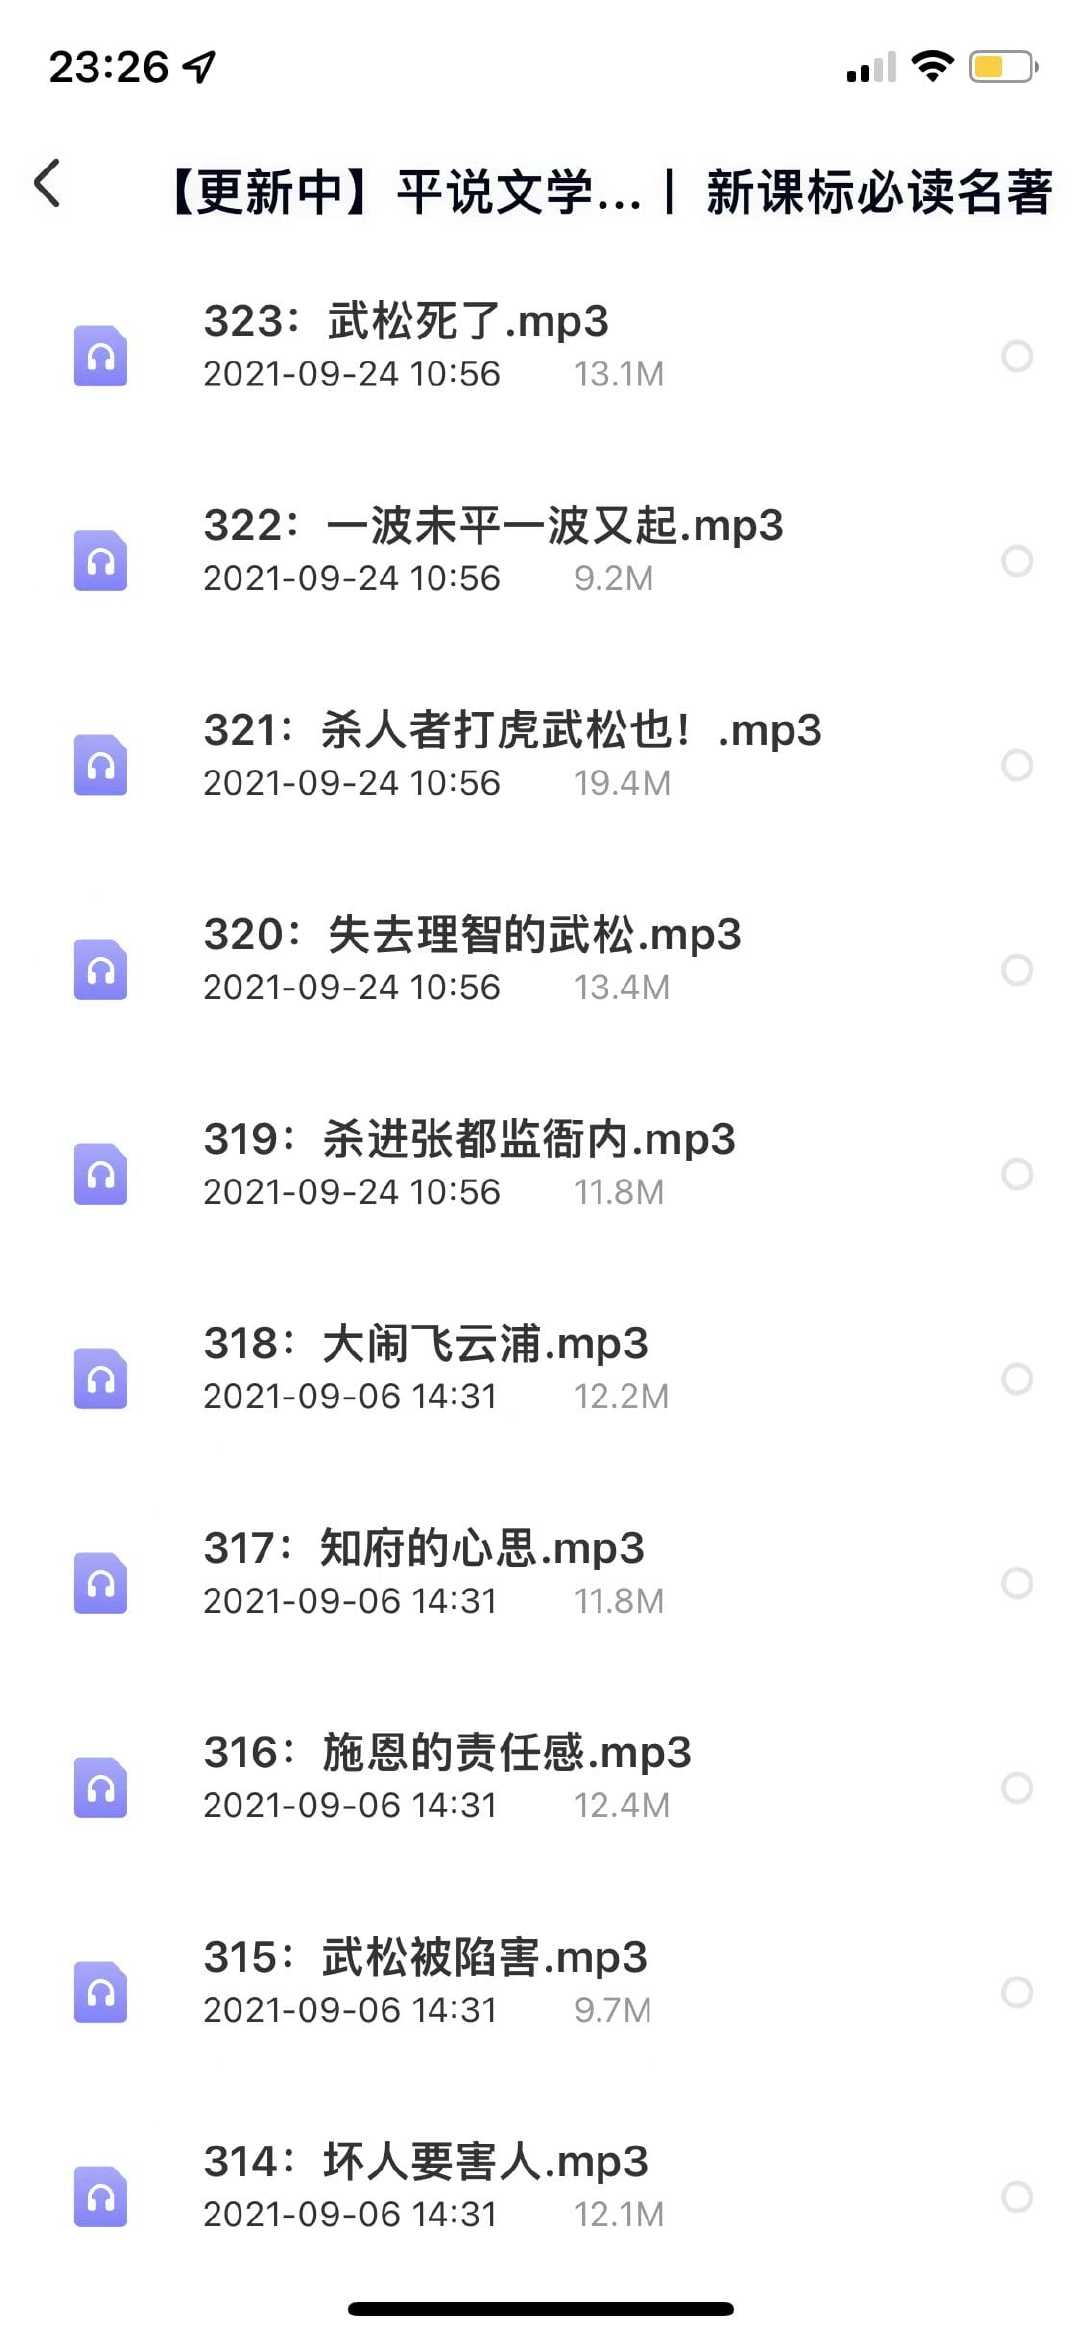 23:26
【更新中】平说文学...丨 新课标必读名著
323：武松死了.mp3
2021-09-24 10:56 13.1M
322：一波未平一波又起.mp3
2021-09-24 10:56 9.2M
321：杀人者打虎武松也！.mp3
2021-09-24 10:56 19.4M
320：失去理智的武松.mp3
2021-09-24 10:56 13.4M
319：杀进张都监衙内.mp3
2021-09-24 10:56 11.8M
318：大闹飞云浦.mp3
2021-09-06 14:31 12.2M
317：知府的心思.mp3
2021-09-06 14:31 11.8M
316：施恩的责任感.mp3
2021-09-06 14:31 12.4M
315：武松被陷害.mp3
2021-09-06 14:31 9.7M
314：坏人要害人.mp3
2021-09-06 14:31 12.1M